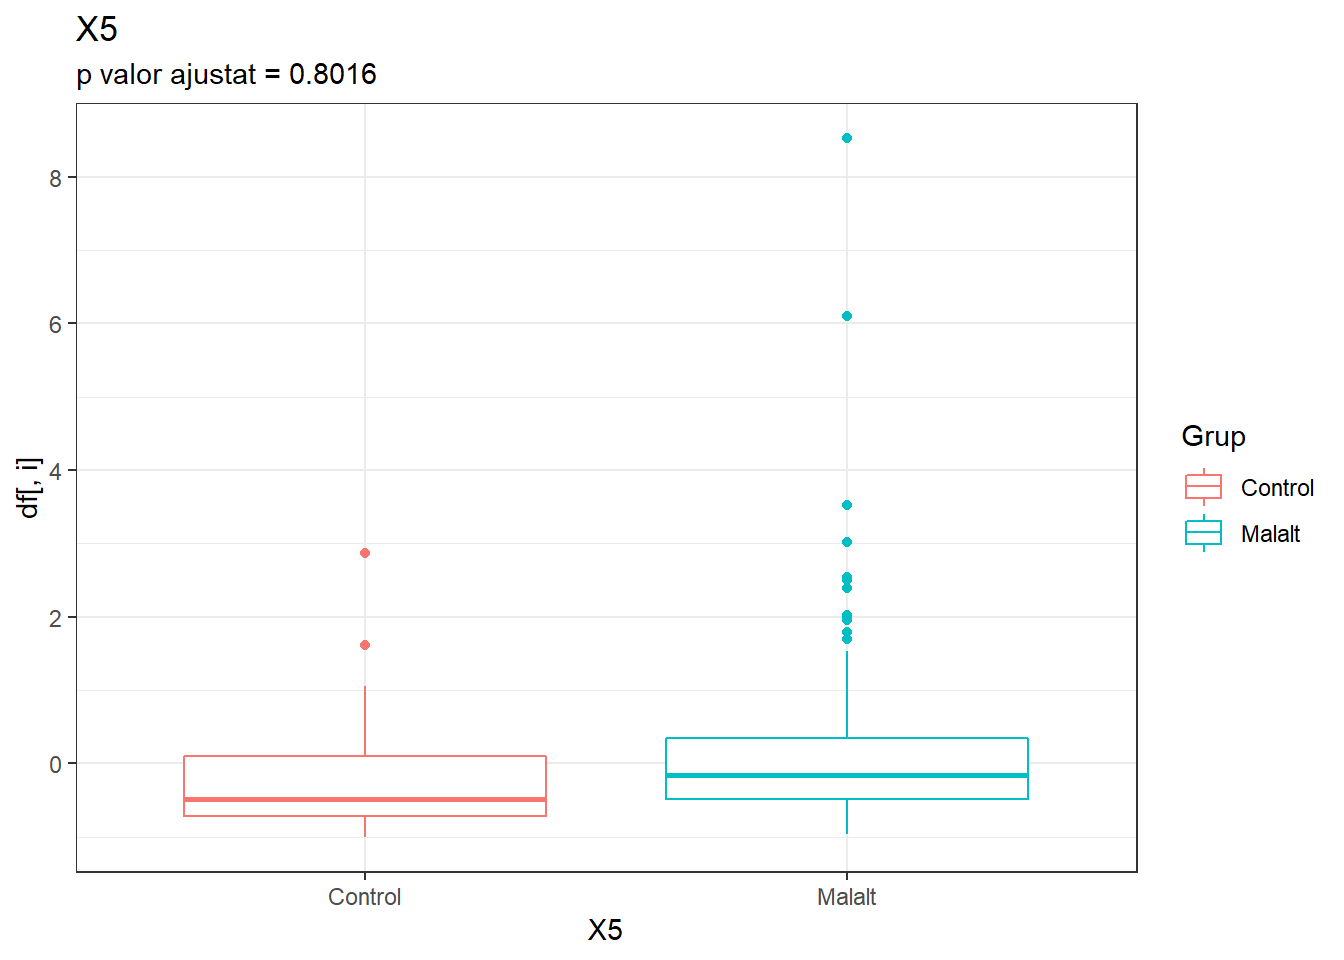 X5
p valor ajustat = 0.8016
8
6
4
2
0
df[, i]
Control
Malalt
X5
Grup
Control
Malalt